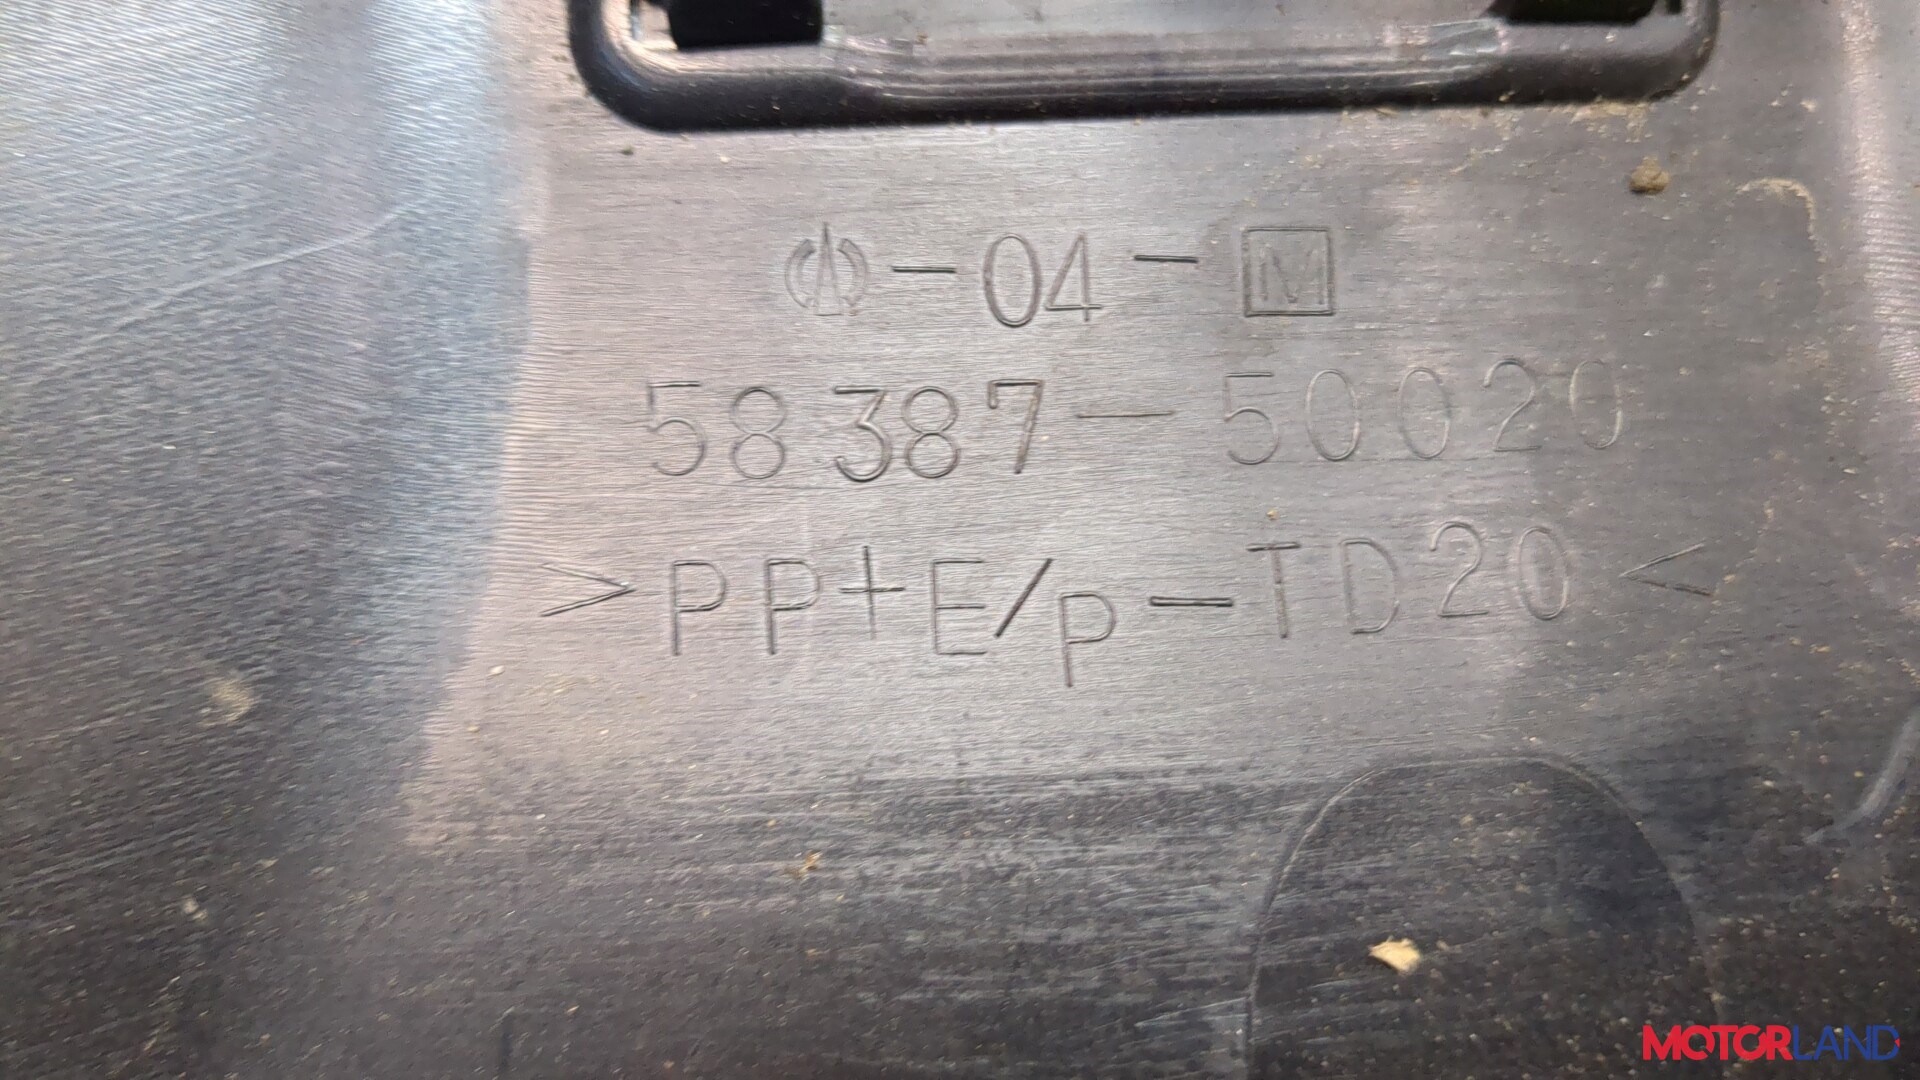 -04- M
58387-50020
>PP+E/P-TD20<
MOTORLAND